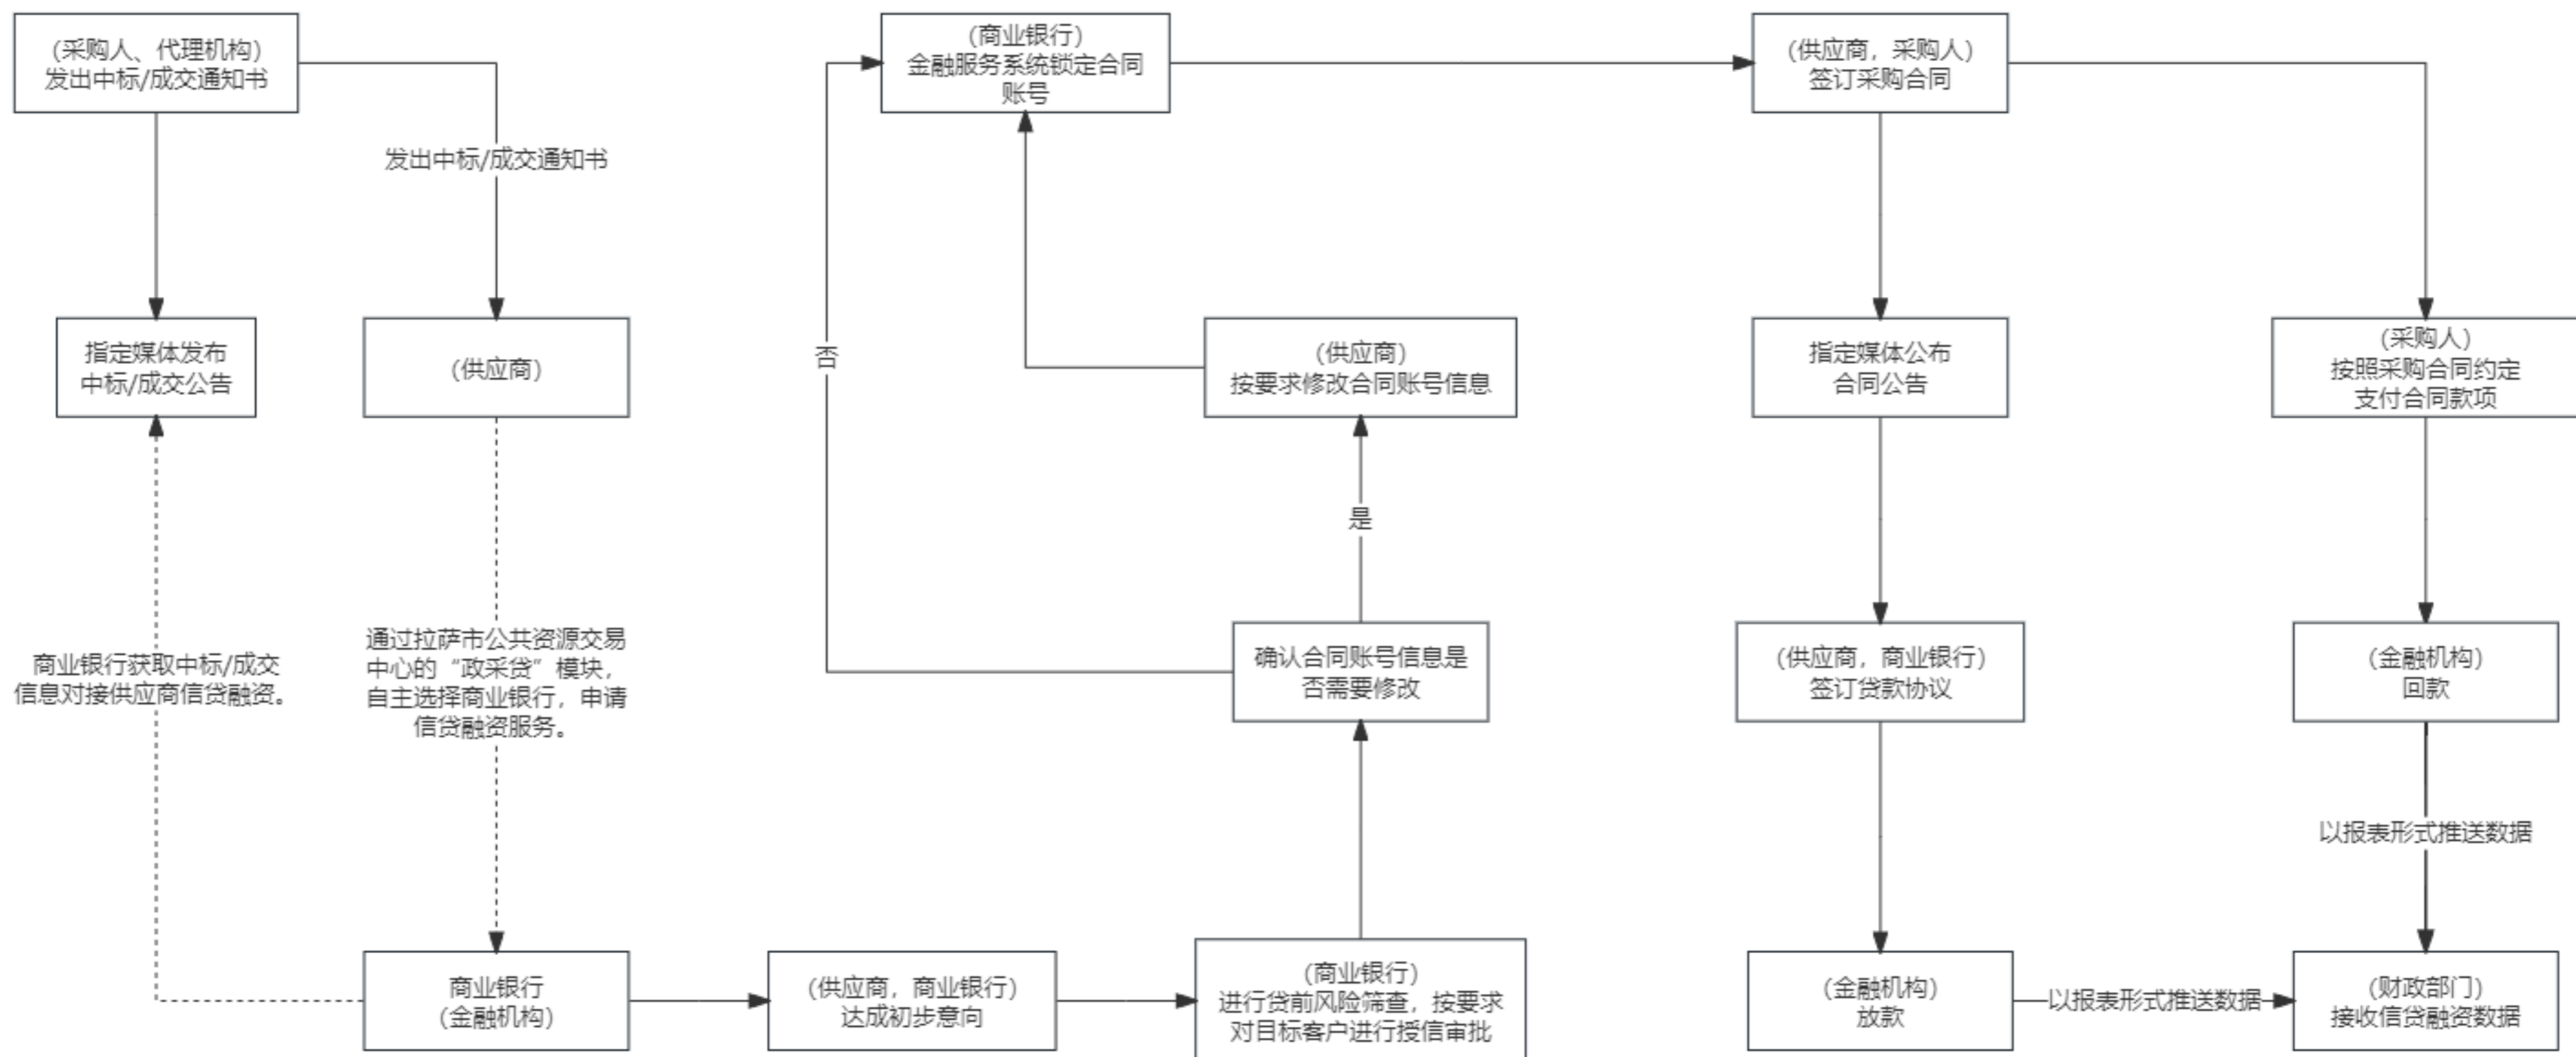 （采购人、代理机构）
发出中标/成交通知书
发出中标/成交通知书
指定媒体发布
中标/成交公告
（供应商）
商业银行获取中标/成交
信息对接供应商信贷融资。
通过拉萨市公共资源交易
中心的“政采贷”模块，
自主选择商业银行，申请
信贷融资服务。
商业银行
（金融机构）
（供应商，商业银行）
达成初步意向
（商业银行）
进行贷前风险筛查，按要求
对目标客户进行授信审批
确认合同账号信息是
否需要修改
是
否
（供应商）
按要求修改合同账号信息
（商业银行）
金融服务系统锁定合同
账号
（供应商，采购人）
签订采购合同
指定媒体公布
合同公告
（供应商，商业银行）
签订贷款协议
（金融机构）
放款
以报表形式推送数据
（采购人）
按照采购合同约定
支付合同款项
（金融机构）
回款
以报表形式推送数据
（财政部门）
接收信贷融资数据